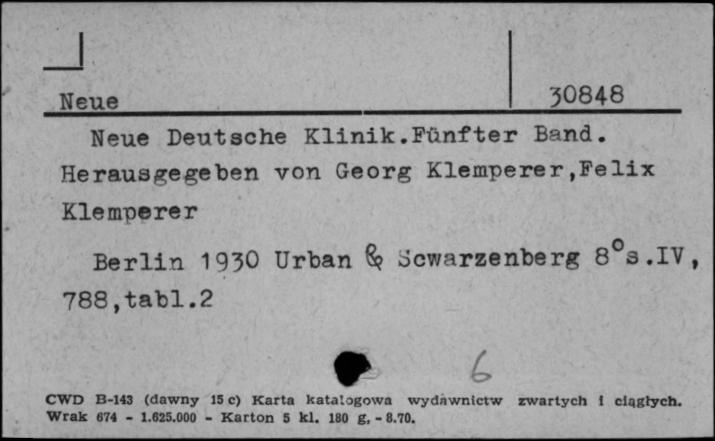 Neue 30848
Neue Deutsche Klinik.Fünfter Band.
Herausgegeben von Georg Klemperer,Felix
Klemperer
Berlin 1930 Urban & Scwarzenberg 8°s.IV,
788,tabl.2
6
CWD B-143 (dawny 15 c) Karta katalogowa wydawnictw zwartych i ciągłych.
Wrak 674 - 1.625.000 - Karton 5 kl. 180 g, - 8.70.